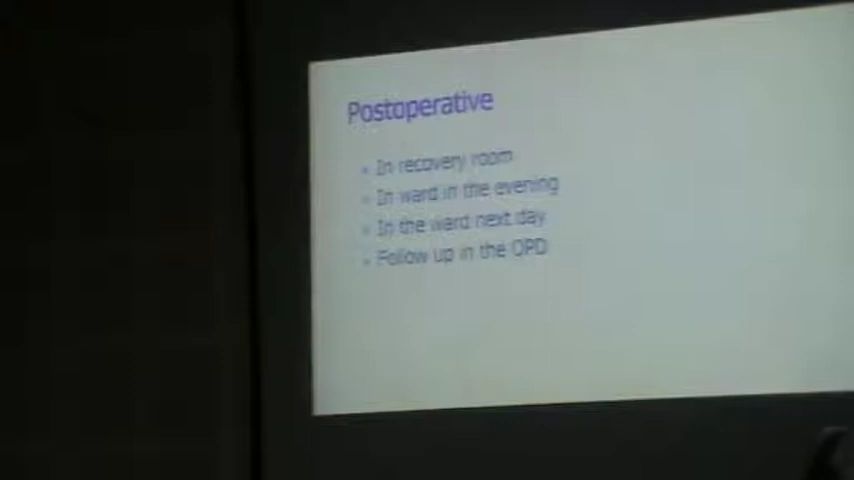 Postoperative
In recovery room
In ward in the evening
In the ward next day
Follow up in the OPD